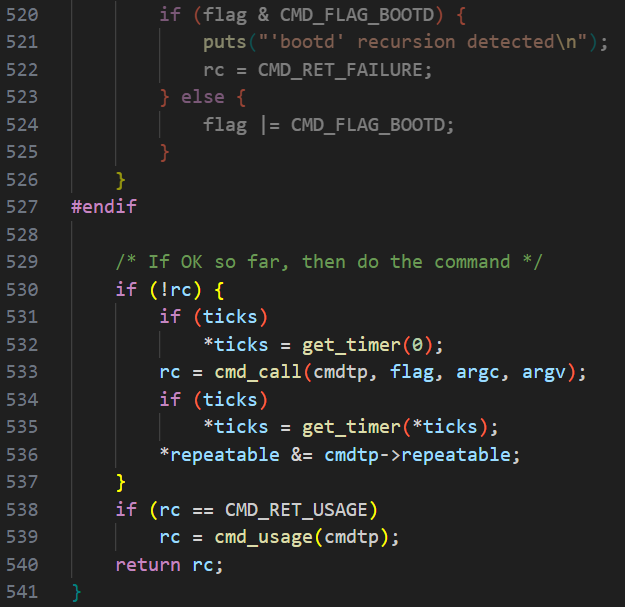 520         if (flag & CMD_FLAG_BOOTD) {
521             puts("'bootd' recursion detected\n");
522             rc = CMD_RET_FAILURE;
523         } else {
524             flag |= CMD_FLAG_BOOTD;
525         }
526     }
527 #endif
528
529     /* If OK so far, then do the command */
530     if (!rc) {
531         if (ticks)
532             *ticks = get_timer(0);
533         rc = cmd_call(cmdtp, flag, argc, argv);
534         if (ticks)
535             *ticks = get_timer(*ticks);
536         *repeatable &= cmdtp->repeatable;
537     }
538     if (rc == CMD_RET_USAGE)
539         rc = cmd_usage(cmdtp);
540     return rc;
541 }